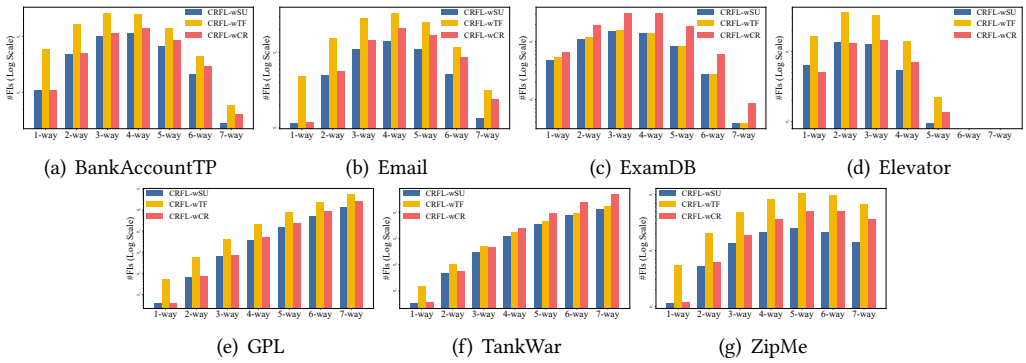 CRFL-wSU
CRFL-wTF
CRFL-wCR
#FIs (Log Scale)
1-way 2-way 3-way 4-way 5-way 6-way 7-way
(a) BankAccountTP
CRFL-wSU
CRFL-wTF
CRFL-wCR
#FIs (Log Scale)
1-way 2-way 3-way 4-way 5-way 6-way 7-way
(b) Email
CRFL-wSU
CRFL-wTF
CRFL-wCR
#FIs (Log Scale)
1-way 2-way 3-way 4-way 5-way 6-way 7-way
(c) ExamDB
CRFL-wSU
CRFL-wTF
CRFL-wCR
#FIs (Log Scale)
1-way 2-way 3-way 4-way 5-way 6-way 7-way
(d) Elevator
CRFL-wSU
CRFL-wTF
CRFL-wCR
#FIs (Log Scale)
1-way 2-way 3-way 4-way 5-way 6-way 7-way
(e) GPL
CRFL-wSU
CRFL-wTF
CRFL-wCR
#FIs (Log Scale)
1-way 2-way 3-way 4-way 5-way 6-way 7-way
(f) TankWar
CRFL-wSU
CRFL-wTF
CRFL-wCR
#FIs (Log Scale)
1-way 2-way 3-way 4-way 5-way 6-way 7-way
(g) ZipMe